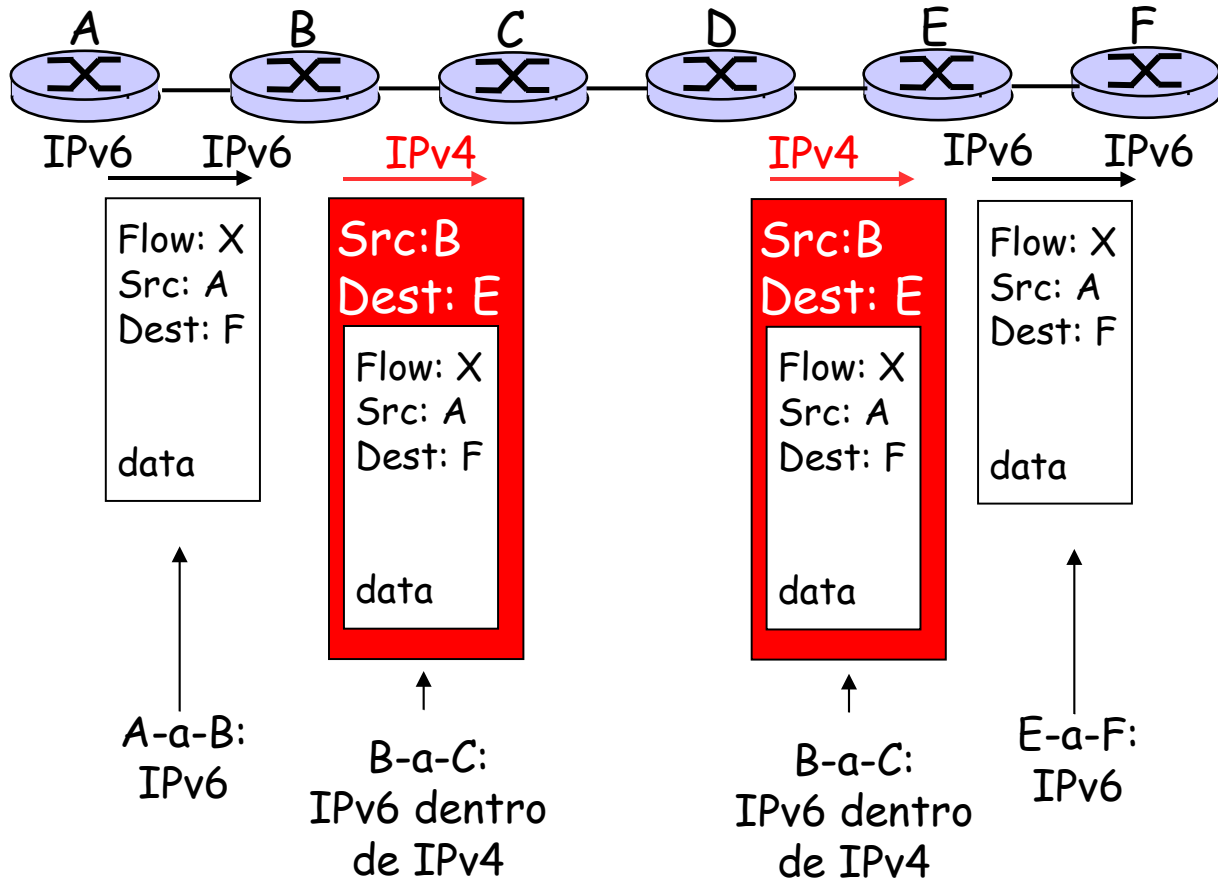 A B C D E F
IPv6 IPv6 IPv4 IPv4 IPv6 IPv6
Flow: X
Src: A
Dest: F
data
Src:B
Dest: E
Flow: X
Src: A
Dest: F
data
Src:B
Dest: E
Flow: X
Src: A
Dest: F
data
Flow: X
Src: A
Dest: F
data
A-a-B:
IPv6
B-a-C:
IPv6 dentro
de IPv4
B-a-C:
IPv6 dentro
de IPv4
E-a-F:
IPv6